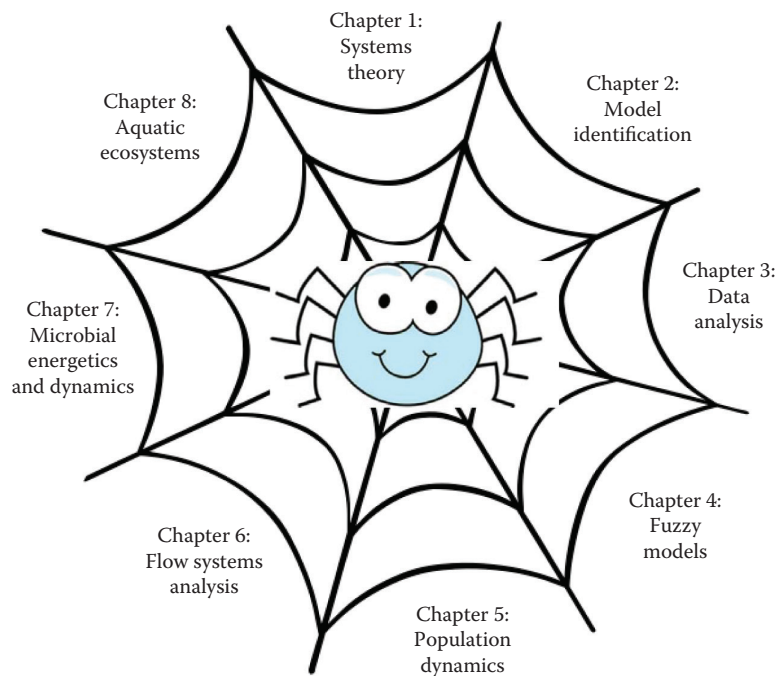 Chapter 1:
Systems
theory
Chapter 2:
Model
identification
Chapter 3:
Data
analysis
Chapter 4:
Fuzzy
models
Chapter 5:
Population
dynamics
Chapter 6:
Flow systems
analysis
Chapter 7:
Microbial
energetics
and dynamics
Chapter 8:
Aquatic
ecosystems